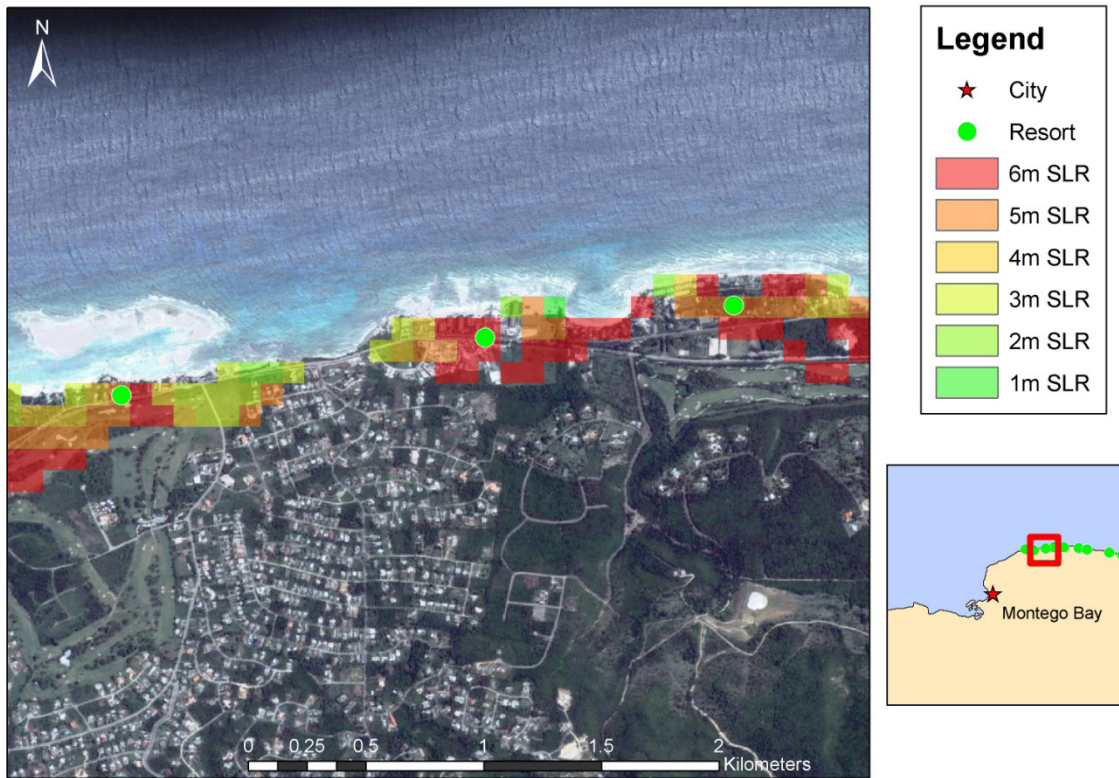 N
0 0.25 0.5 1 1.5 2
Kilometers
Legend
City
Resort
6m SLR
5m SLR
4m SLR
3m SLR
2m SLR
1m SLR
Montego Bay